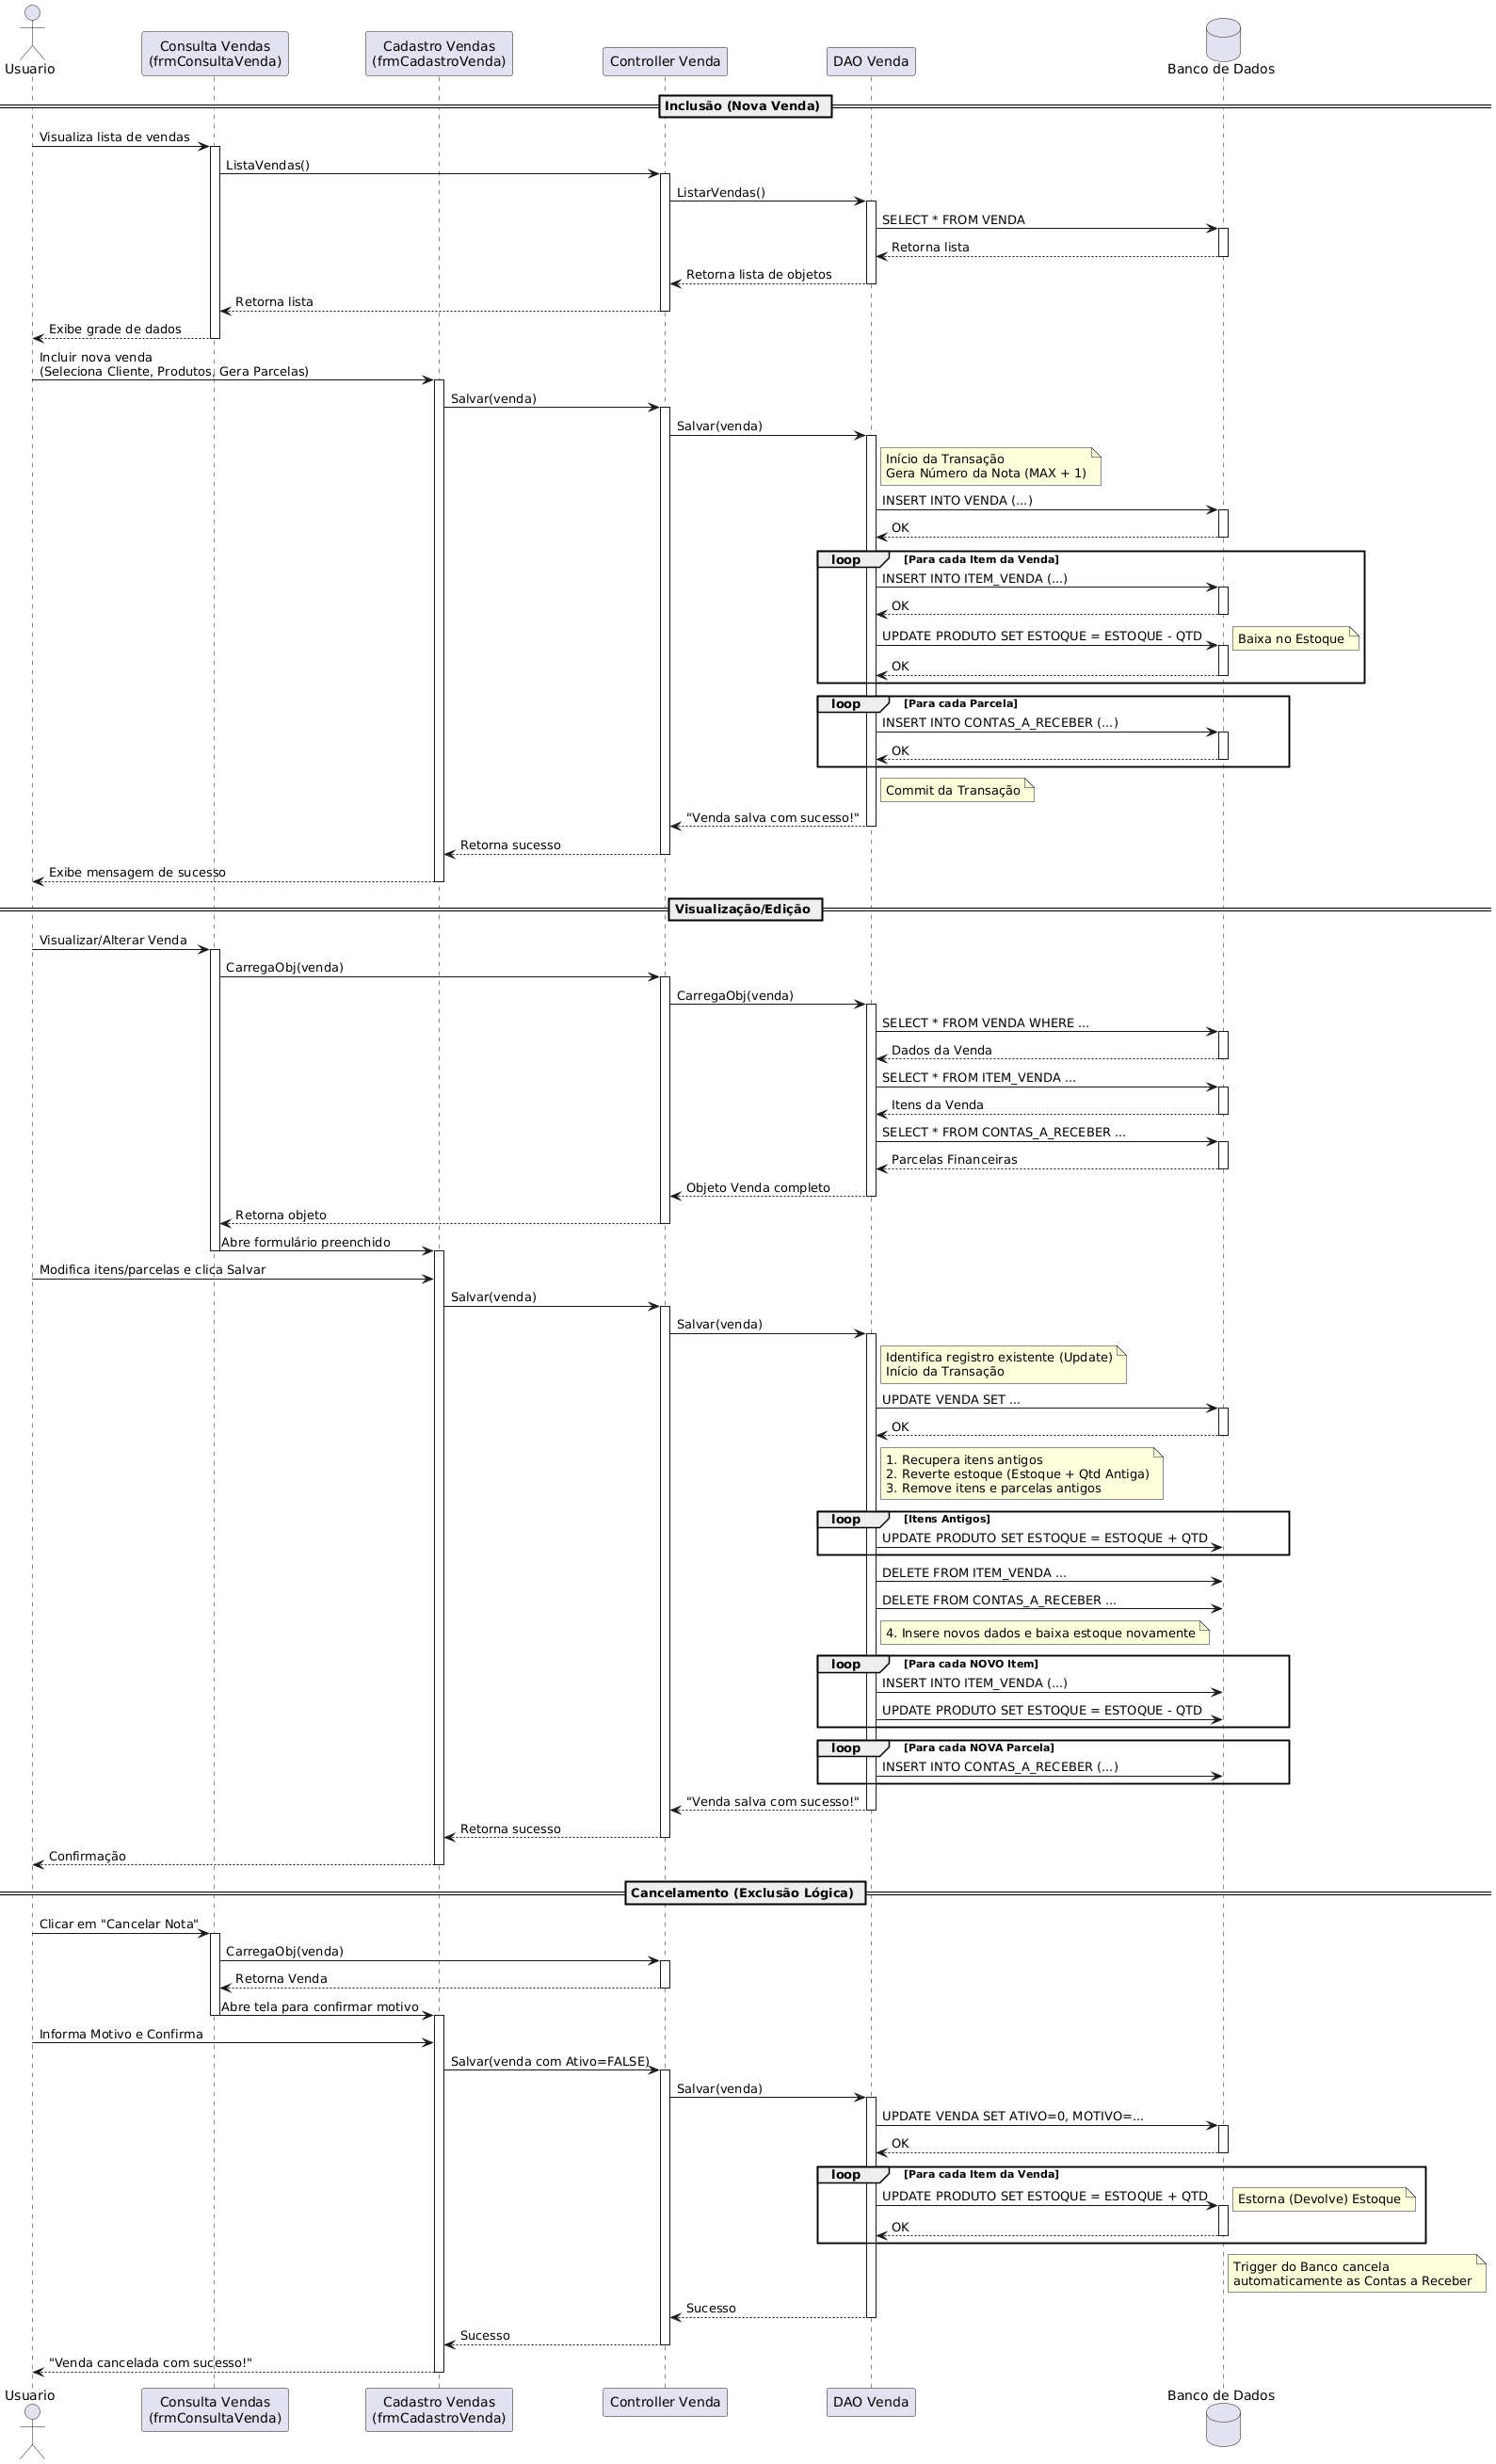 Usuario
Consulta Vendas
(frmConsultaVenda)
Cadastro Vendas
(frmCadastroVenda)
Controller Venda
DAO Venda
Banco de Dados
Inclusão (Nova Venda)
Visualiza lista de vendas
ListaVendas()
ListarVendas()
SELECT * FROM VENDA
Retorna lista
Retorna lista de objetos
Retorna lista
Exibe grade de dados
Incluir nova venda
(Seleciona Cliente, Produtos, Gera Parcelas)
Salvar(venda)
Salvar(venda)
Início da Transação
Gera Número da Nota (MAX + 1)
INSERT INTO VENDA (...)
OK
loop [Para cada Item da Venda]
INSERT INTO ITEM_VENDA (...)
OK
UPDATE PRODUTO SET ESTOQUE = ESTOQUE - QTD
Baixa no Estoque
OK
loop [Para cada Parcela]
INSERT INTO CONTAS_A_RECEBER (...)
OK
Commit da Transação
"Venda salva com sucesso!"
Retorna sucesso
Exibe mensagem de sucesso
Visualização/Edição
Visualizar/Alterar Venda
CarregaObj(venda)
CarregaObj(venda)
SELECT * FROM VENDA WHERE ...
Dados da Venda
SELECT * FROM ITEM_VENDA ...
Itens da Venda
SELECT * FROM CONTAS_A_RECEBER ...
Parcelas Financeiras
Objeto Venda completo
Retorna objeto
Abre formulário preenchido
Modifica itens/parcelas e clica Salvar
Salvar(venda)
Salvar(venda)
Identifica registro existente (Update)
Início da Transação
UPDATE VENDA SET ...
OK
1. Recupera itens antigos
2. Reverte estoque (Estoque + Qtd Antiga)
3. Remove itens e parcelas antigos
loop [Itens Antigos]
UPDATE PRODUTO SET ESTOQUE = ESTOQUE + QTD
DELETE FROM ITEM_VENDA ...
DELETE FROM CONTAS_A_RECEBER ...
4. Insere novos dados e baixa estoque novamente
loop [Para cada NOVO Item]
INSERT INTO ITEM_VENDA (...)
UPDATE PRODUTO SET ESTOQUE = ESTOQUE - QTD
loop [Para cada NOVA Parcela]
INSERT INTO CONTAS_A_RECEBER (...)
"Venda salva com sucesso!"
Retorna sucesso
Confirmação
Cancelamento (Exclusão Lógica)
Clicar em "Cancelar Nota"
CarregaObj(venda)
Retorna Venda
Abre tela para confirmar motivo
Informa Motivo e Confirma
Salvar(venda com Ativo=FALSE)
Salvar(venda)
UPDATE VENDA SET ATIVO=0, MOTIVO=...
OK
loop [Para cada Item da Venda]
UPDATE PRODUTO SET ESTOQUE = ESTOQUE + QTD
Estorna (Devolve) Estoque
OK
Trigger do Banco cancela
automaticamente as Contas a Receber
Sucesso
Sucesso
"Venda cancelada com sucesso!"
Usuario
Consulta Vendas
(frmConsultaVenda)
Cadastro Vendas
(frmCadastroVenda)
Controller Venda
DAO Venda
Banco de Dados